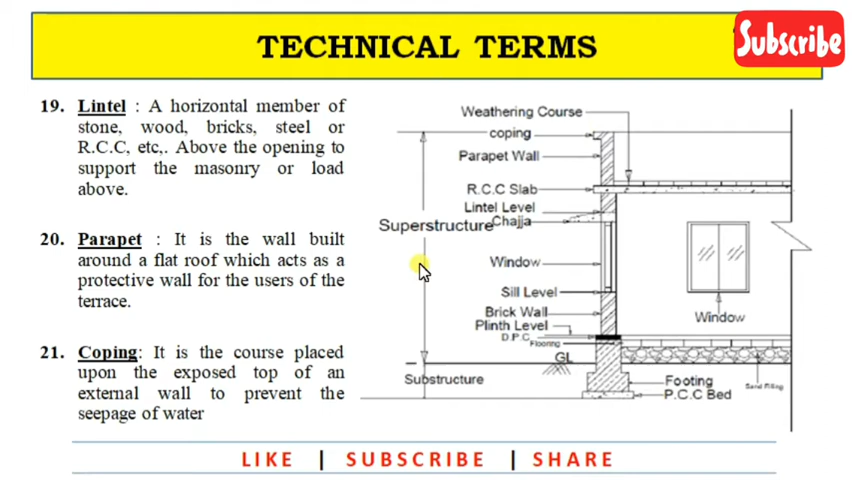 TECHNICAL TERMS
Subscribe
19. Lintel : A horizontal member of
stone, wood, bricks, steel or
R.C.C, etc,. Above the opening to
support the masonry or load
above.
20. Parapet : It is the wall built
around a flat roof which acts as a
protective wall for the users of the
terrace.
21. Coping: It is the course placed
upon the exposed top of an
external wall to prevent the
seepage of water
Weathering Course
coping
Parapet Wall
R.C.C Slab
Lintel Level
Chajja
Superstructure
Window
Sill Level
Brick Wall
Plinth Level
D.P.C
Flooring
GL
Substructure
Footing
P.C.C Bed
Window
Sand Filling
LIKE | SUBSCRIBE | SHARE